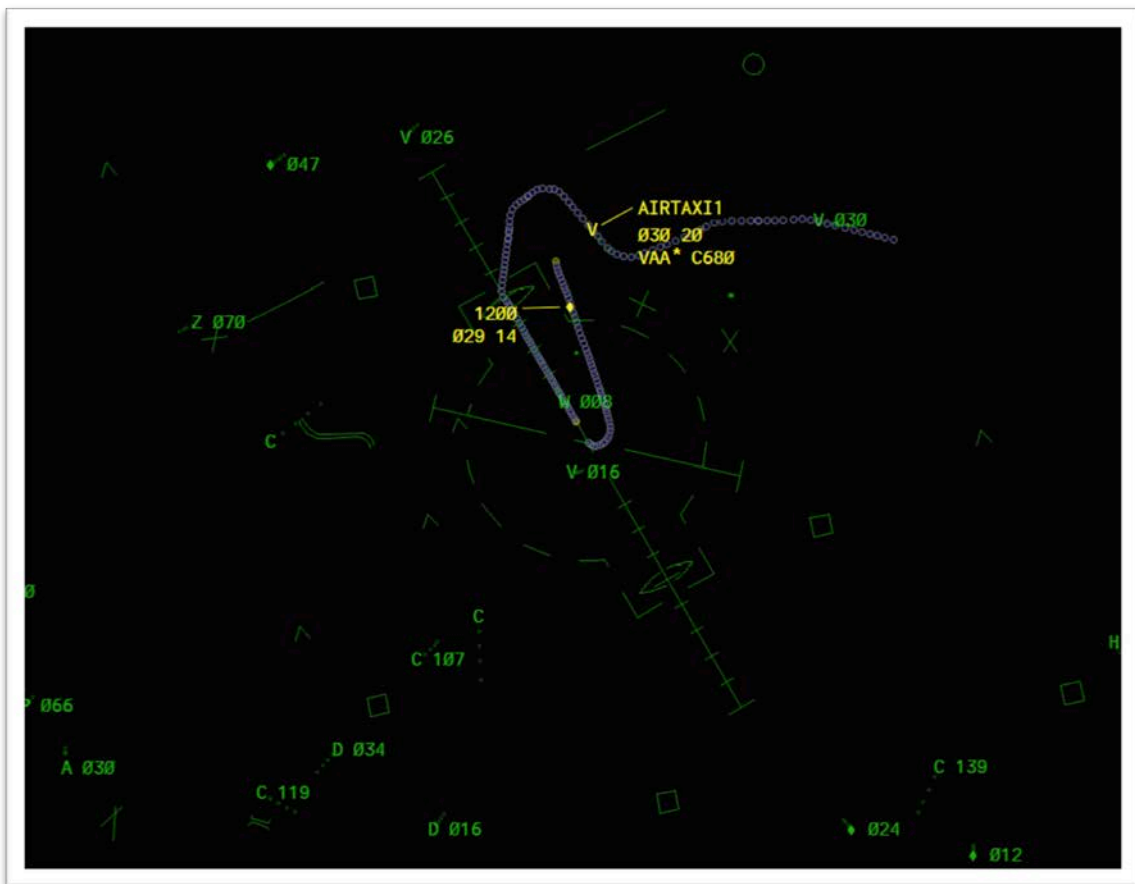 V Ø26
Ø47
AIRTAXI1
V
Ø3Ø 2Ø
VAA* C68Ø
V Ø3Ø
12ØØ
Ø29 14
Z Ø7Ø
W ØØ8
C
V Ø16
Ø
C
C 1Ø7
H
Ø66
D Ø34
A Ø3Ø
C 139
C 119
D Ø16
Ø24
Ø12